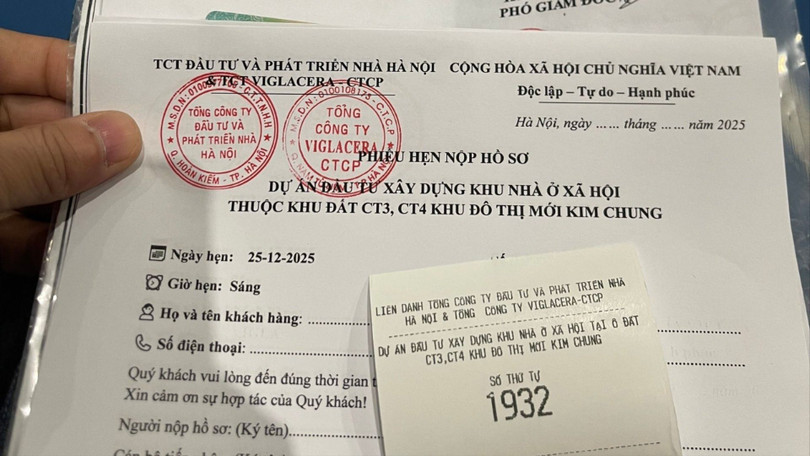 PHÓ GIÁM ĐỐC
TCT ĐẦU TƯ VÀ PHÁT TRIỂN NHÀ HÀ NỘI
& TCT VIGLACERA - CTCP
CỘNG HÒA XÃ HỘI CHỦ NGHĨA VIỆT NAM
Độc lập – Tự do – Hạnh phúc
Hà Nội, ngày ...... tháng ...... năm 2025
TỔNG CÔNG TY
ĐẦU TƯ VÀ
PHÁT TRIỂN NHÀ
HÀ NỘI
Q. HOÀN KIẾM - TP. HÀ NỘI
M.S.D.N: 0100108173 - C.T.C.P
TỔNG
CÔNG TY
VIGLACERA
CTCP
PHIẾU HẸN NỘP HỒ SƠ
DỰ ÁN ĐẦU TƯ XÂY DỰNG KHU NHÀ Ở XÃ HỘI
THUỘC KHU ĐẤT CT3, CT4 KHU ĐÔ THỊ MỚI KIM CHUNG
Ngày hẹn: 25-12-2025
Giờ hẹn: Sáng
Họ và tên khách hàng:
Số điện thoại:
Quý khách vui lòng đến đúng thời gian
Xin cảm ơn sự hợp tác của Quý khách!
Người nộp hồ sơ: (Ký tên)
LIÊN DANH TỔNG CÔNG TY ĐẦU TƯ VÀ PHÁT TRIỂN NHÀ
HÀ NỘI & TỔNG CÔNG TY VIGLACERA-CTCP
DỰ ÁN ĐẦU TƯ XÂY DỰNG KHU NHÀ Ở XÃ HỘI TẠI Ô ĐẤT
CT3,CT4 KHU ĐÔ THỊ MỚI KIM CHUNG
SỐ THỨ TỰ
1932